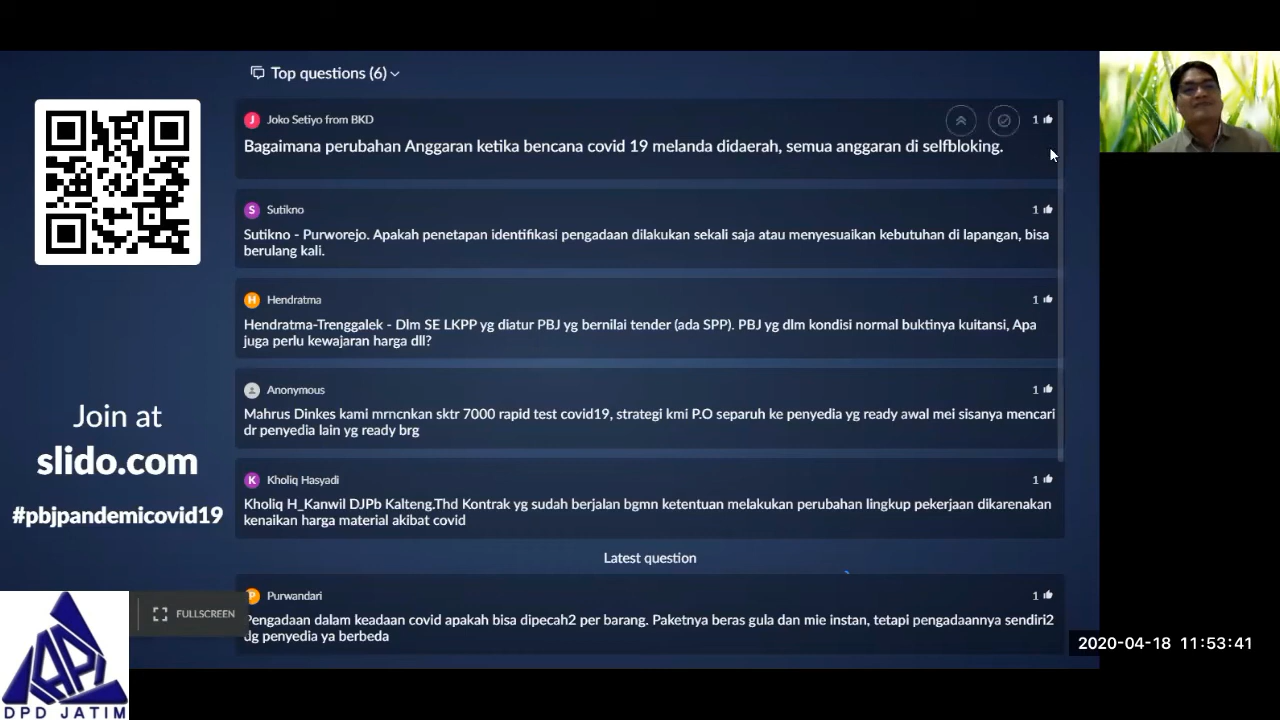 Top questions (6)
J Joko Setiyo from BKD 1
Bagaimana perubahan Anggaran ketika bencana covid 19 melanda didaerah, semua anggaran di selfbloking.
S Sutikno 1
Sutikno - Purworejo. Apakah penetapan identifikasi pengadaan dilakukan sekali saja atau menyesuaikan kebutuhan di lapangan, bisa
berulang kali.
H Hendratma 1
Hendratma-Trenggalek - Dlm SE LKPP yg diatur PBJ yg bernilai tender (ada SPP). PBJ yg dlm kondisi normal buktinya kuitansi, Apa
juga perlu kewajaran harga dll?
Anonymous 1
Mahrus Dinkes kami mrncnkan sktr 7000 rapid test covid19, strategi kmi P.O separuh ke penyedia yg ready awal mei sisanya mencari
dr penyedia lain yg ready brg
K Kholiq Hasyadi 1
Kholiq H_Kanwil DJPb Kalteng.Thd Kontrak yg sudah berjalan bgmn ketentuan melakukan perubahan lingkup pekerjaan dikarenakan
kenaikan harga material akibat covid
Latest question
P Purwandari 1
Pengadaan dalam keadaan covid apakah bisa dipecah2 per barang. Paketnya beras gula dan mie instan, tetapi pengadaannya sendiri2
dg penyedia ya berbeda
Join at
slido.com
#pbjpandemicovid19
FULLSCREEN
IAPI
DPD JATIM
2020-04-18 11:53:41